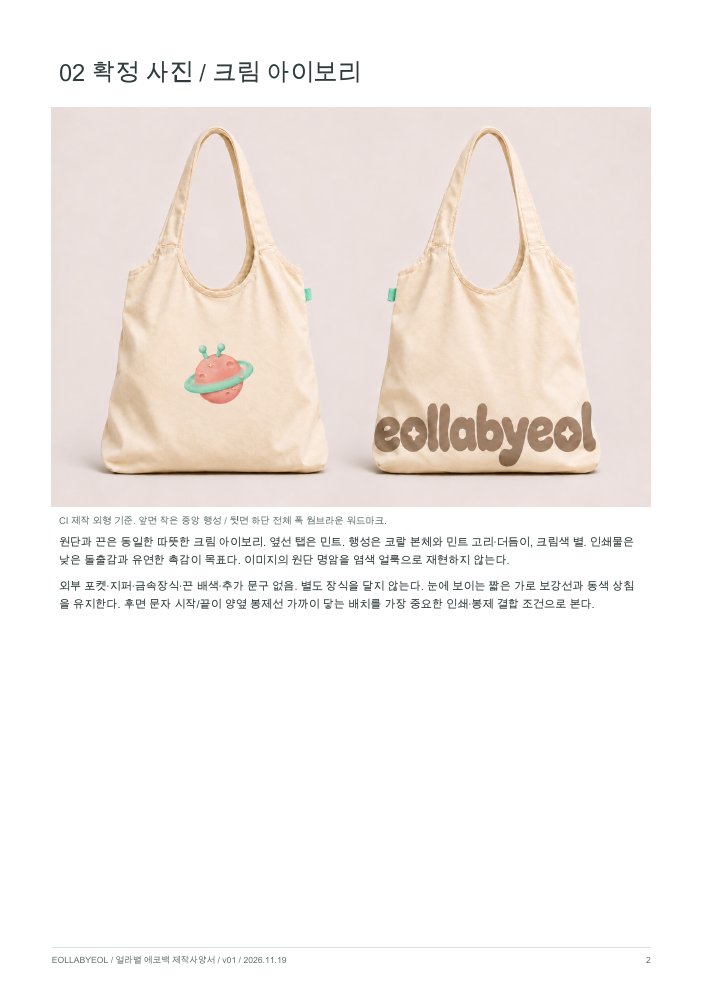 02 확정 사진 / 크림 아이보리
eollabyeol
CI 제작 외형 기준. 앞면 작은 중앙 행성 / 뒷면 하단 전체 폭 웜브라운 워드마크.
원단과 끈은 동일한 따뜻한 크림 아이보리. 옆선 탭은 민트. 행성은 코랄 본체와 민트 고리·더듬이, 크림색 별. 인쇄물은
낮은 돌출감과 유연한 촉감이 목표다. 이미지의 원단 명암을 염색 얼룩으로 재현하지 않는다.
외부 포켓·지퍼·금속장식·끈 배색·추가 문구 없음. 별도 장식을 달지 않는다. 눈에 보이는 짧은 가로 보강선과 동색 상침
을 유지한다. 후면 문자 시작/끝이 양옆 봉제선 가까이 닿는 배치를 가장 중요한 인쇄·봉제 결합 조건으로 본다.
EOLLABYEOL / 얼라별 에코백 제작사양서 / v01 / 2026.11.19
2